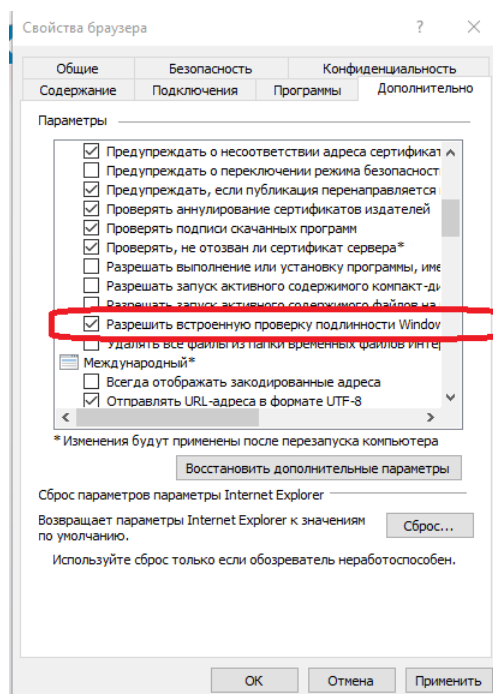 Свойства браузера
Общие Безопасность Конфиденциальность
Содержание Подключения Программы Дополнительно
Параметры
Предупреждать о несоответствии адреса сертификат
Предупреждать о переключении режима безопасност
Предупреждать, если публикация перенаправляется
Проверять аннулирование сертификатов издателей
Проверять подписи скачанных программ
Проверять, не отозван ли сертификат сервера*
Разрешать выполнение или установку программы, име
Разрешать запуск активного содержимого компакт-ди
Разрешать запуск активного содержимого файлов на
Разрешить встроенную проверку подлинности Window
Удалять все файлы из папки временных файлов Интер
Международный*
Всегда отображать закодированные адреса
Отправлять URL-адреса в формате UTF-8
* Изменения будут применены после перезапуска компьютера
Восстановить дополнительные параметры
Сброс параметров параметры Internet Explorer
Возвращает параметры Internet Explorer к значениям
по умолчанию.
Сброс...
Используйте сброс только если обозреватель неработоспособен.
ОК Отмена Применить